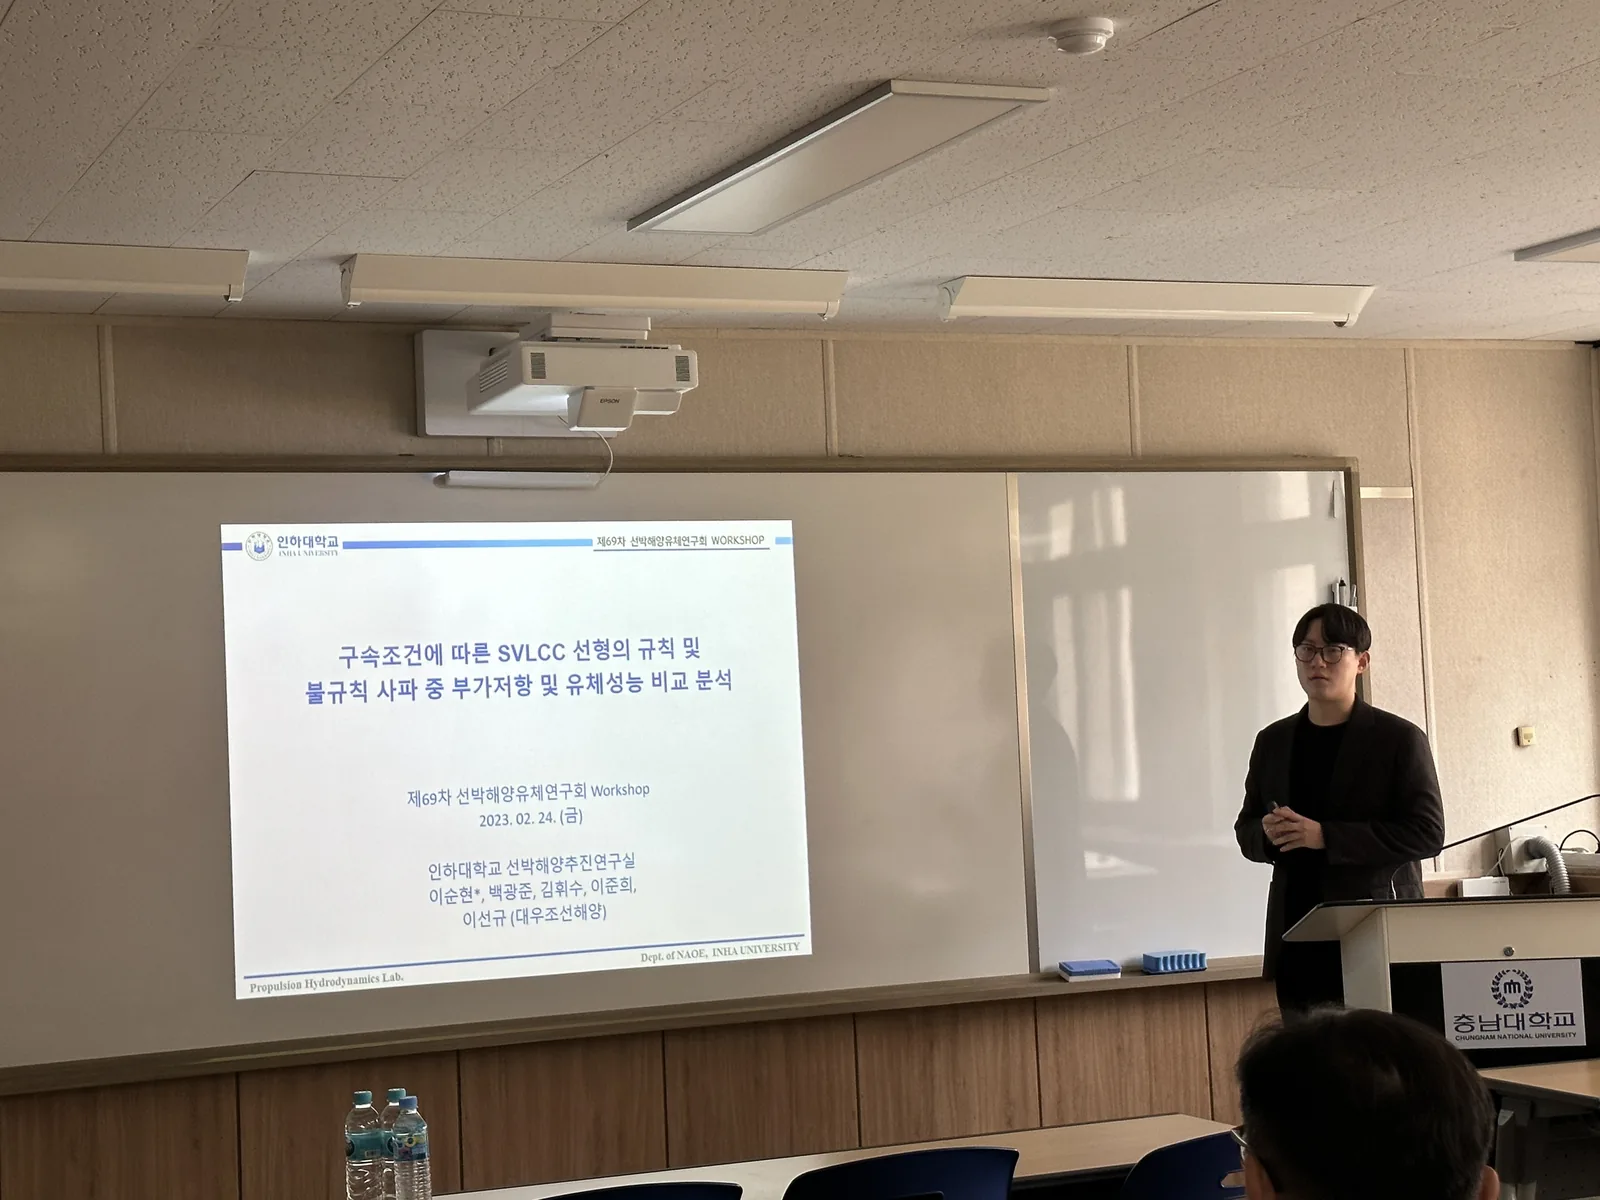 EPSON
인하대학교
INHA UNIVERSITY
제69차 선박해양유체연구회 WORKSHOP
구속조건에 따른 SVLCC 선형의 규칙 및
불규칙 사파 중 부가저항 및 유체성능 비교 분석
제69차 선박해양유체연구회 Workshop
2023. 02. 24. (금)
인하대학교 선박해양추진연구실
이순현*, 백광준, 김휘수, 이준희,
이선규 (대우조선해양)
Propulsion Hydrodynamics Lab.
Dept. of NAOE, INHA UNIVERSITY
충남대학교
CHUNGNAM NATIONAL UNIVERSITY